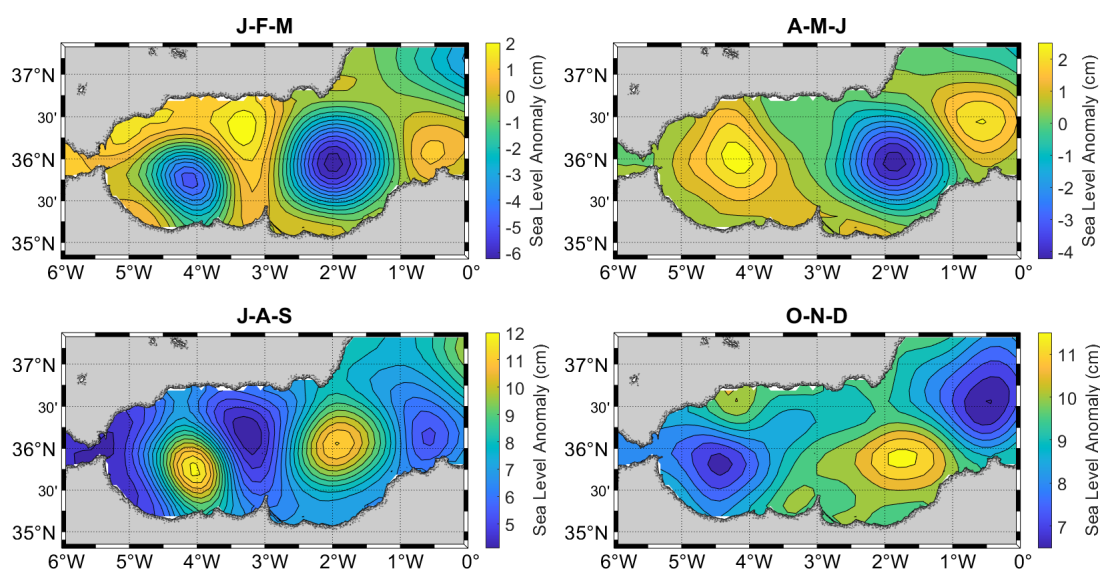 J-F-M
37°N
30'
36°N
30'
35°N
6°W 5°W 4°W 3°W 2°W 1°W 0°
2
1
0
-1
-2
-3
-4
-5
-6
Sea Level Anomaly (cm)
A-M-J
37°N
30'
36°N
30'
35°N
6°W 5°W 4°W 3°W 2°W 1°W 0°
2
1
0
-1
-2
-3
-4
Sea Level Anomaly (cm)
J-A-S
37°N
30'
36°N
30'
35°N
6°W 5°W 4°W 3°W 2°W 1°W 0°
12
11
10
9
8
7
6
5
Sea Level Anomaly (cm)
O-N-D
37°N
30'
36°N
30'
35°N
6°W 5°W 4°W 3°W 2°W 1°W 0°
11
10
9
8
7
Sea Level Anomaly (cm)